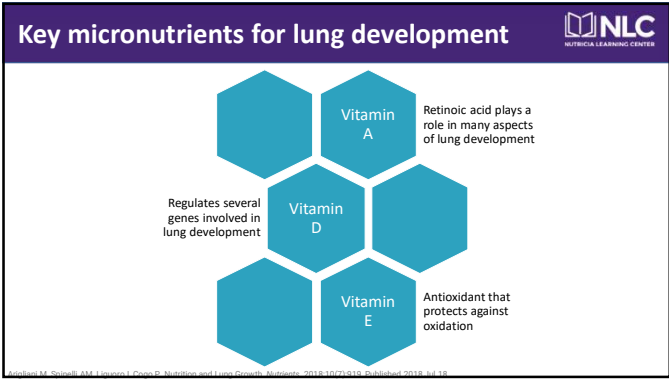 Key micronutrients for lung development
NLC
NUTRICIA LEARNING CENTER
Vitamin
A
Retinoic acid plays a
role in many aspects
of lung development
Regulates several
genes involved in
lung development
Vitamin
D
Vitamin
E
Antioxidant that
protects against
oxidation
Arigliani M, Spinelli AM, Liguoro I, Cogo P. Nutrition and Lung Growth. Nutrients. 2018;10(7):919. Published 2018 Jul 18.